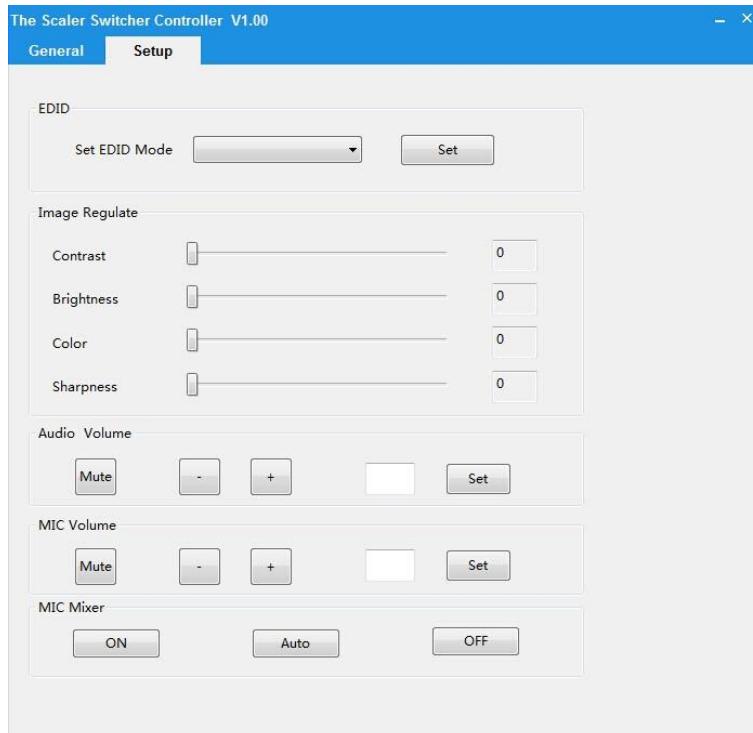 The Scaler Switcher Controller V1.00
General Setup
EDID
Set EDID Mode Set
Image Regulate
Contrast 0
Brightness 0
Color 0
Sharpness 0
Audio Volume
Mute - + Set
MIC Volume
Mute - + Set
MIC Mixer
ON Auto OFF